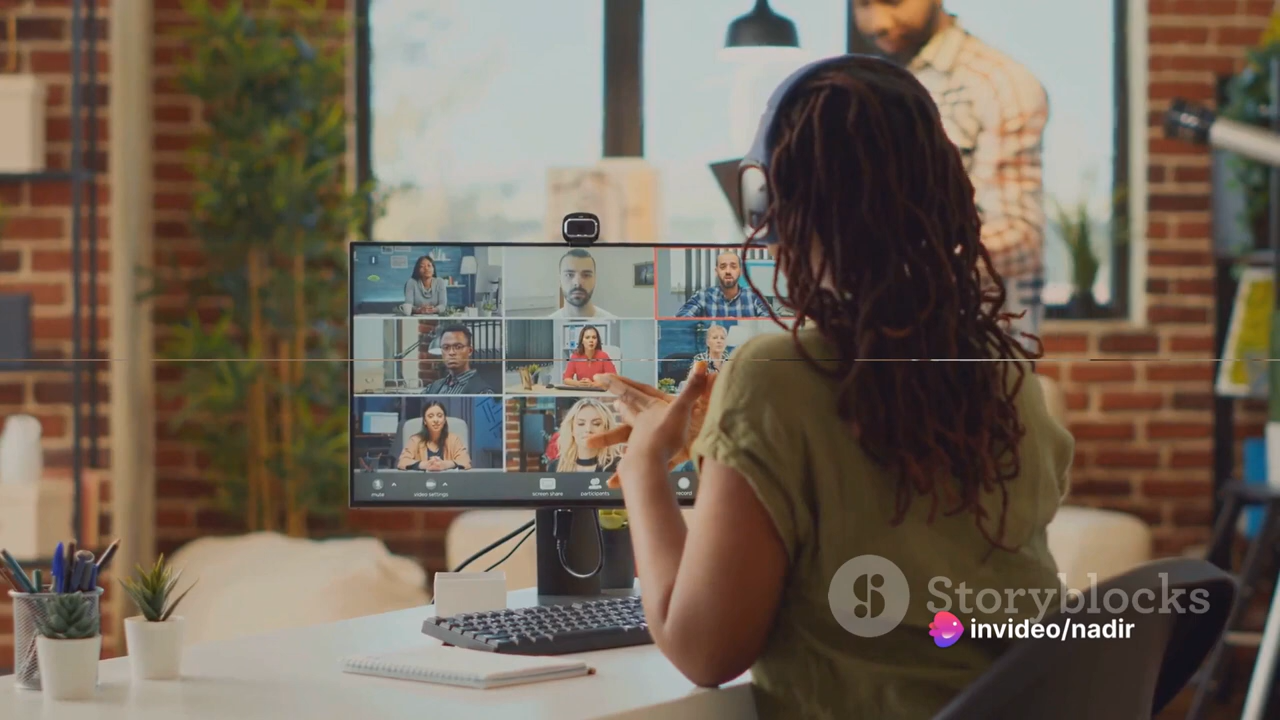 mute
video settings
screen share
participants
record
Storyblocks
invideo/nadir